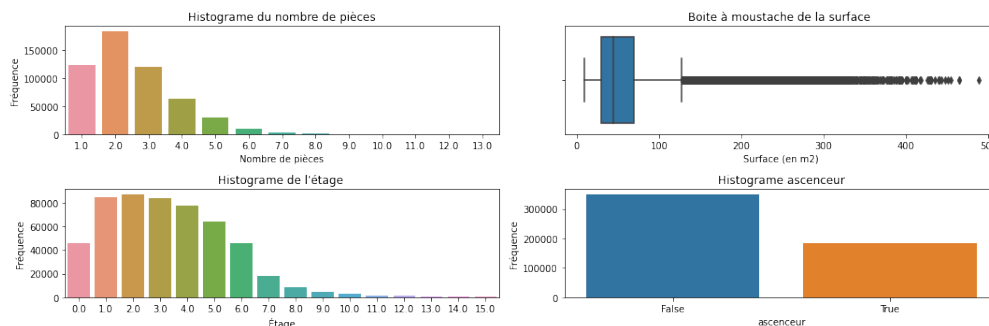 Histograme du nombre de pièces
Fréquence
150000
100000
50000
0
1.0 2.0 3.0 4.0 5.0 6.0 7.0 8.0 9.0 10.0 11.0 12.0 13.0
Nombre de pièces
Boite à moustache de la surface
0 100 200 300 400 500
Surface (en m2)
Histograme de l'étage
Fréquence
80000
60000
40000
20000
0
0.0 1.0 2.0 3.0 4.0 5.0 6.0 7.0 8.0 9.0 10.0 11.0 12.0 13.0 14.0 15.0
Étage
Histograme ascenceur
Fréquence
300000
200000
100000
0
False True
ascenceur